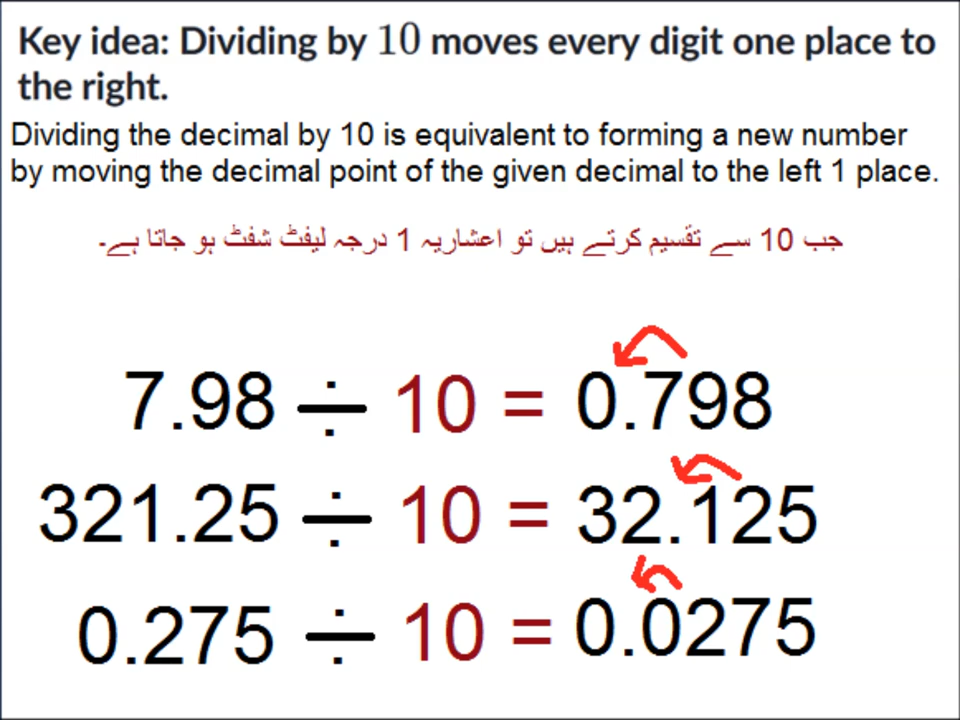 Key idea: Dividing by 10 moves every digit one place to
the right.
Dividing the decimal by 10 is equivalent to forming a new number
by moving the decimal point of the given decimal to the left 1 place.
جب 10 سے تقسیم کرتے ہیں تو اعشاریہ 1 درجہ لیفٹ شفٹ ہو جاتا ہے۔
7.98 ÷ 10 = 0.798
321.25 ÷ 10 = 32.125
0.275 ÷ 10 = 0.0275